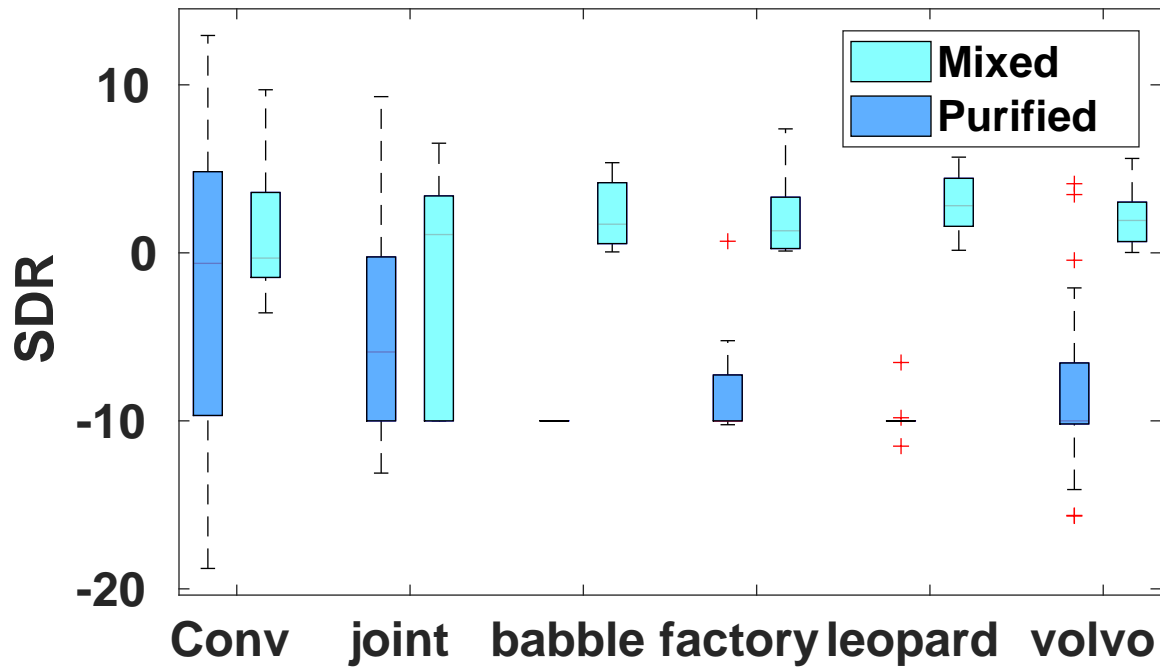 Mixed
Purified
SDR
10
0
-10
-20
Conv joint babble factory leopard volvo